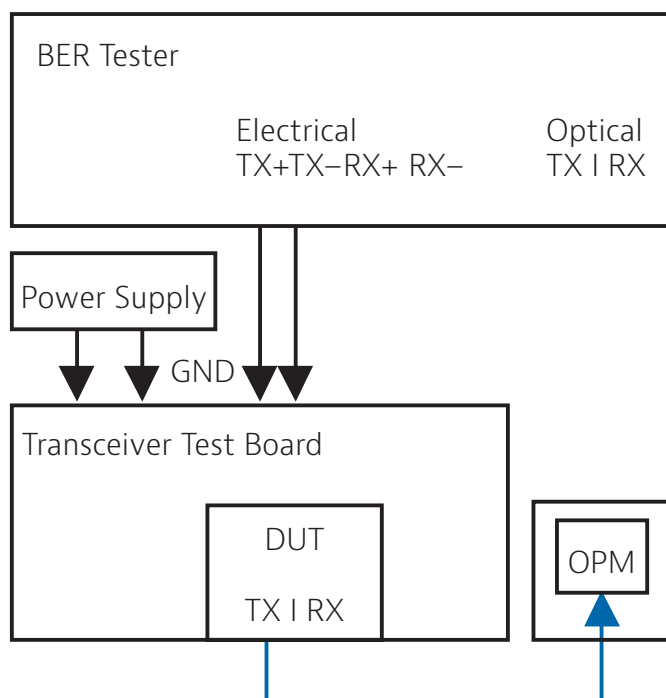 BER Tester
Electrical
TX+TX–RX+ RX–
Optical
TX I RX
Power Supply
GND
Transceiver Test Board
DUT
TX I RX
OPM